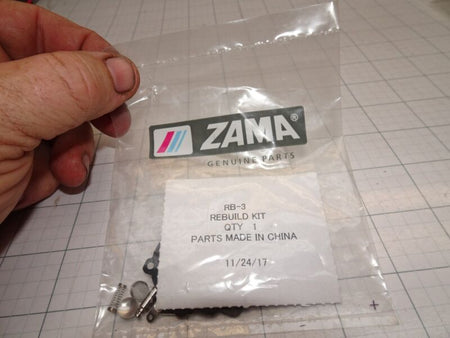 ZAMA®
GENUINE PARTS
RB-3
REBUILD KIT
QTY 1
PARTS MADE IN CHINA
11/24/17